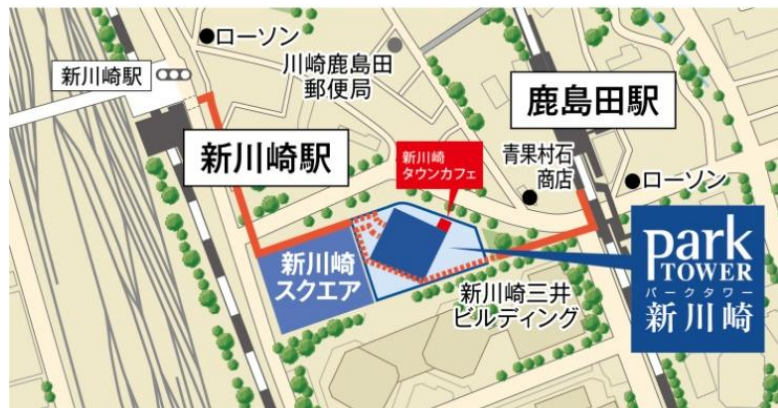 ローソン
新川崎駅
川崎鹿島田
郵便局
鹿島田駅
新川崎駅
新川崎
タウンカフェ
青果村石
商店
ローソン
新川崎
スクエア
park
TOWER
パークタワー
新川崎
新川崎三井
ビルディング